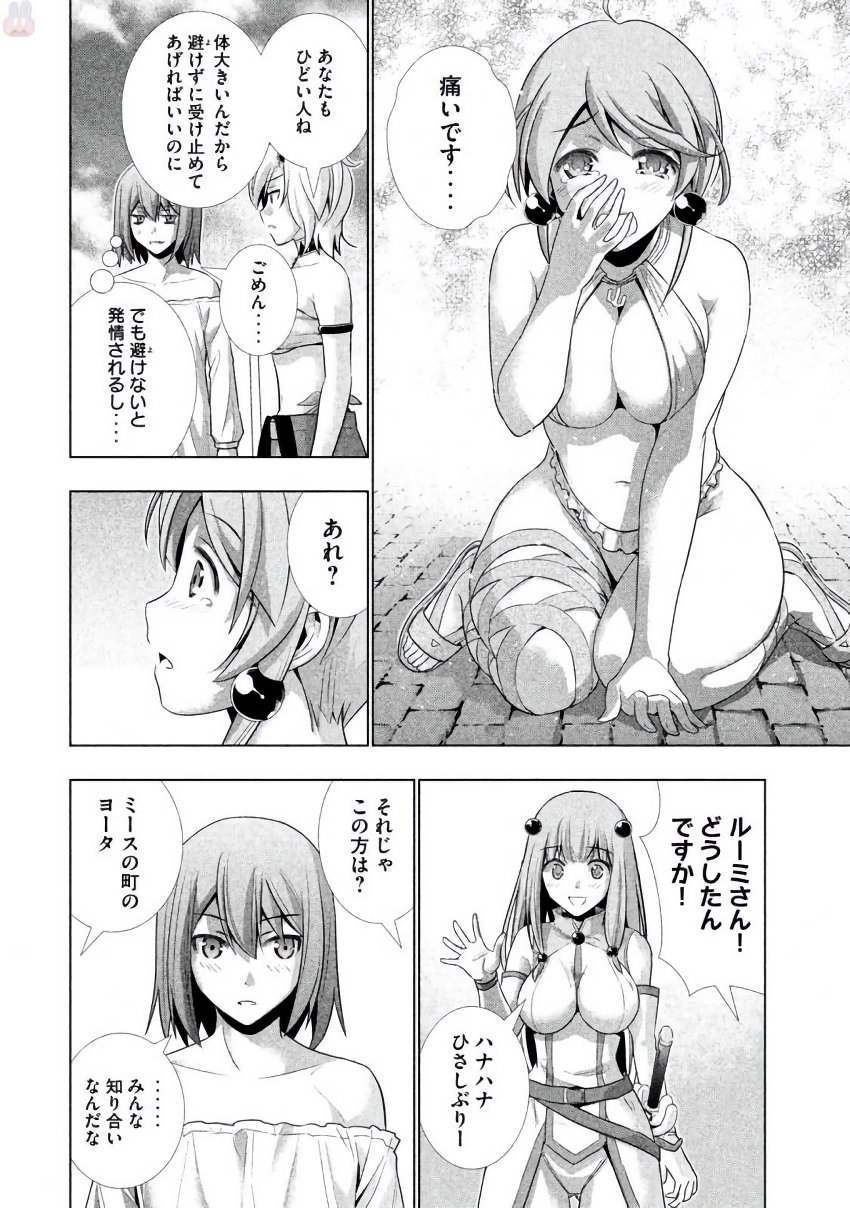 痛いです‥‥
あなたも
ひどい人ね
体大きいんだから
避けずに受け止めて
あげればいいのに
ごめん‥‥
でも避けないと
発情されるし‥‥
あれ？
ルーミさん！
どうしたん
ですか！
ハナハナ
ひさしぶりー
それじゃ
この方は？
ミースの町の
ヨータ
‥‥‥
みんな
知り合い
なんだな